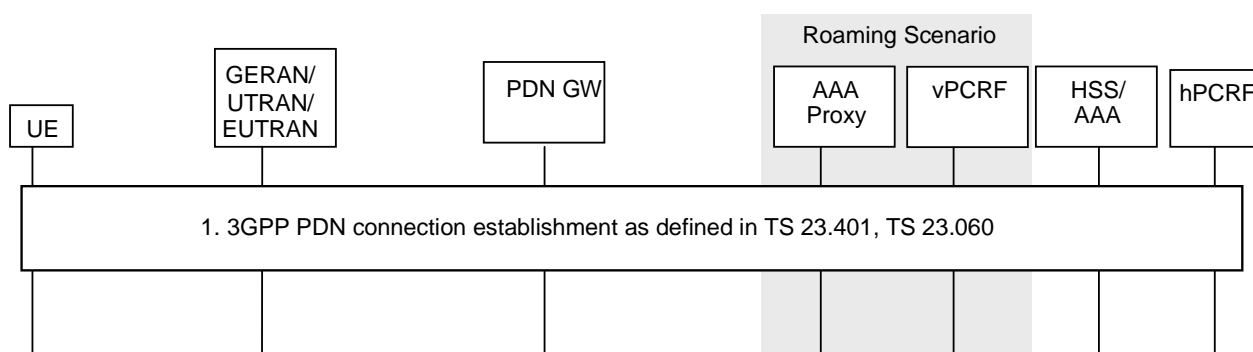 Roaming Scenario
UE
GERAN/
UTRAN/
EUTRAN
PDN GW
AAA
Proxy
vPCRF
HSS/
AAA
hPCRF
1. 3GPP PDN connection establishment as defined in TS 23.401, TS 23.060